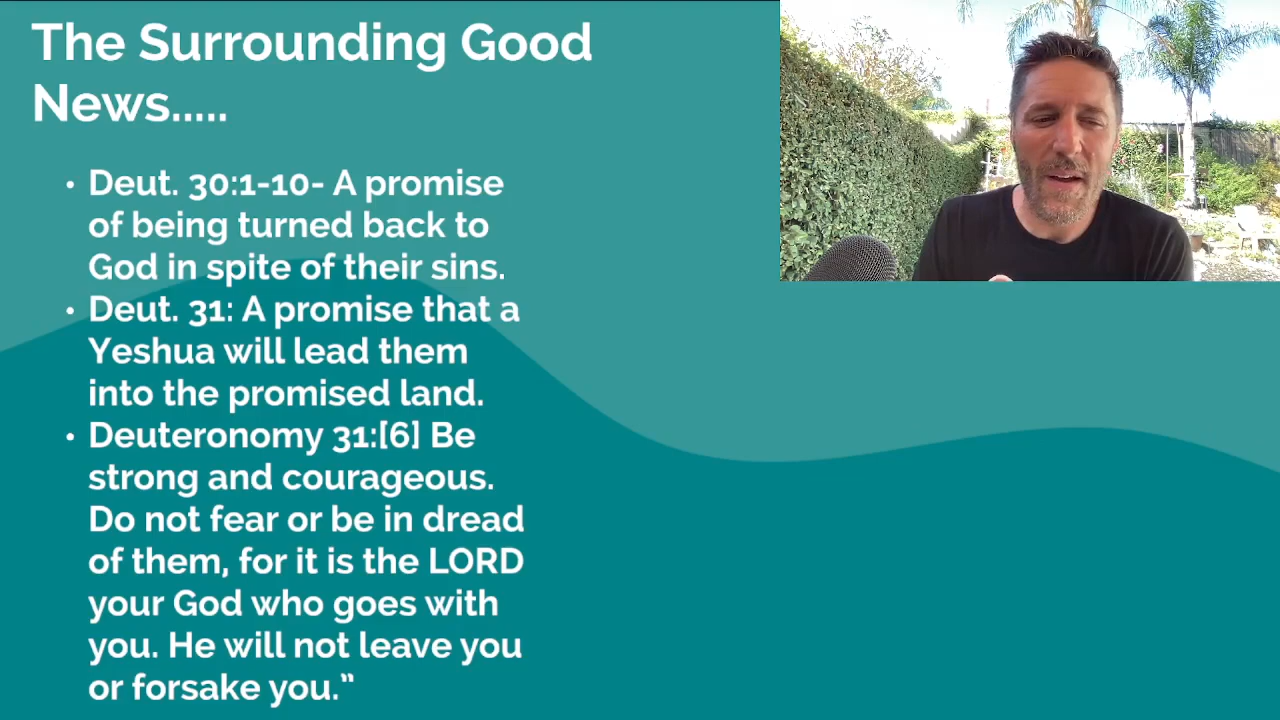 The Surrounding Good
News.....
• Deut. 30:1-10- A promise
of being turned back to
God in spite of their sins.
• Deut. 31: A promise that a
Yeshua will lead them
into the promised land.
• Deuteronomy 31:[6] Be
strong and courageous.
Do not fear or be in dread
of them, for it is the LORD
your God who goes with
you. He will not leave you
or forsake you.”